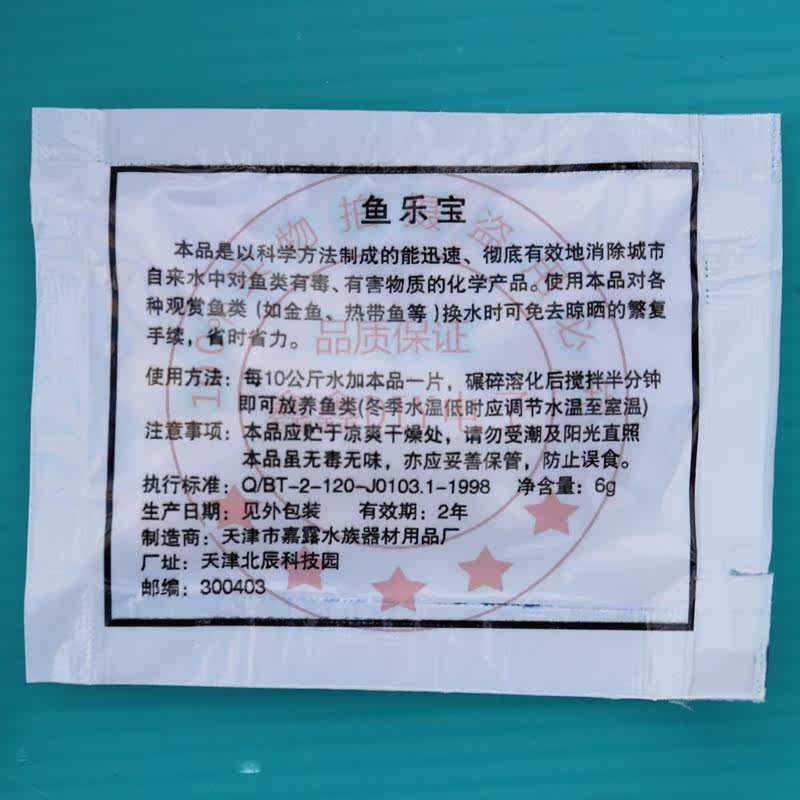 鱼乐宝
本品是以科学方法制成的能迅速、彻底有效地消除城市
自来水中对鱼类有毒、有害物质的化学产品。使用本品对各
种观赏鱼类（如金鱼、热带鱼等）换水时可免去晾晒的繁复
手续，省时省力。
使用方法：每10公斤水加本品一片，碾碎溶化后搅拌半分钟
即可放养鱼类(冬季水温低时应调节水温至室温)
注意事项：本品应贮于凉爽干燥处，请勿受潮及阳光直照
本品虽无毒无味，亦应妥善保管，防止误食。
执行标准：Q/BT-2-120-J0103.1-1998 净含量：6g
生产日期：见外包装 有效期：2年
制造商：天津市嘉露水族器材用品厂
厂址：天津北辰科技园
邮编：300403
实物拍摄盗用必
品质保证